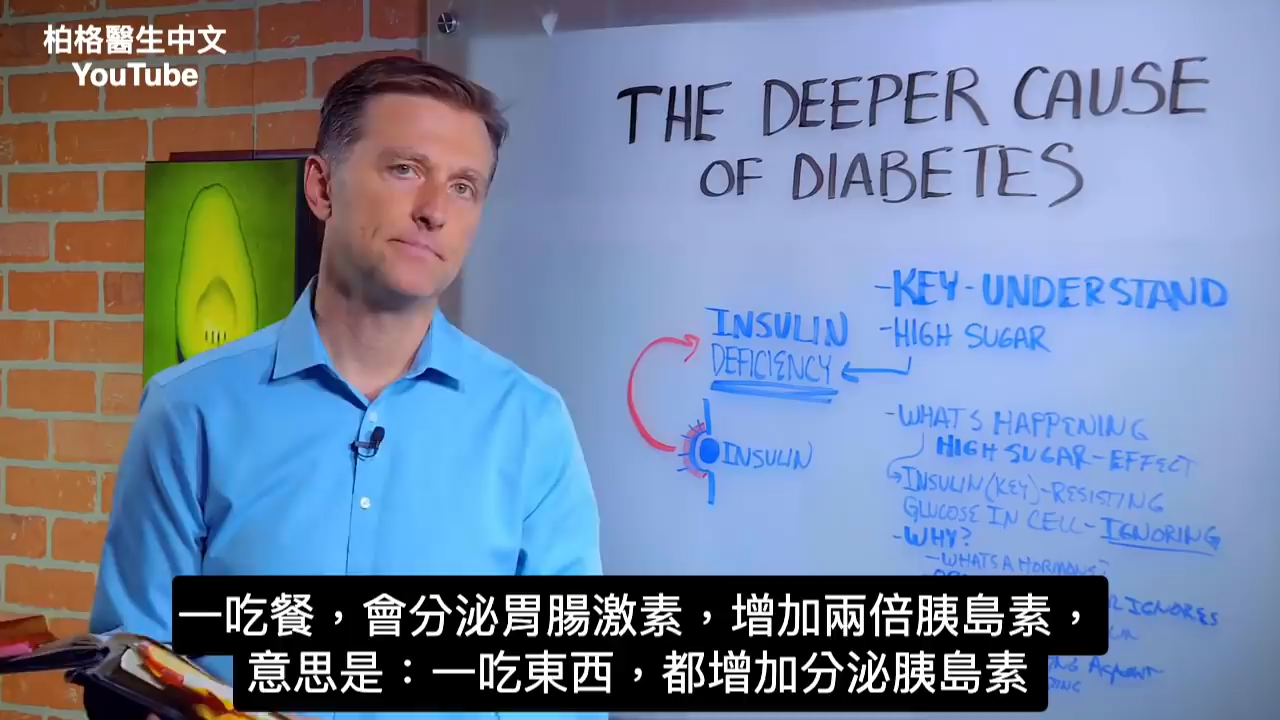 柏格醫生中文
YouTube
THE DEEPER CAUSE
OF DIABETES
-KEY-UNDERSTAND
-HIGH SUGAR
INSULIN
DEFICIENCY
INSULIN
-WHATS HAPPENING
HIGH SUGAR-EFFECT
INSULIN(KEY)-RESISTING
GLUCOSE IN CELL-IGNORING
-WHY?
-WHATS A HORMONE?
IGNORES
一吃餐，會分泌胃腸激素，增加兩倍胰島素，
意思是：一吃東西，都增加分泌胰島素